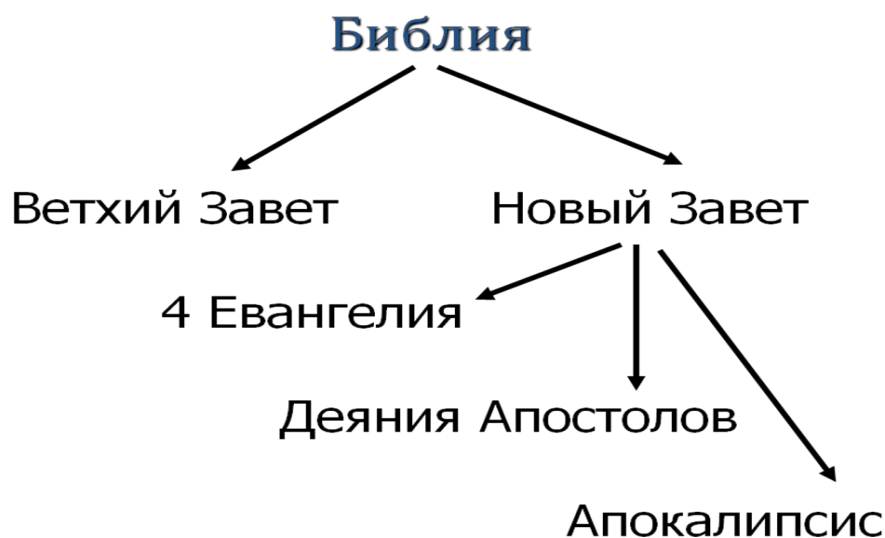 Библия
Ветхий Завет Новый Завет
4 Евангелия
Деяния Апостолов
Апокалипсис